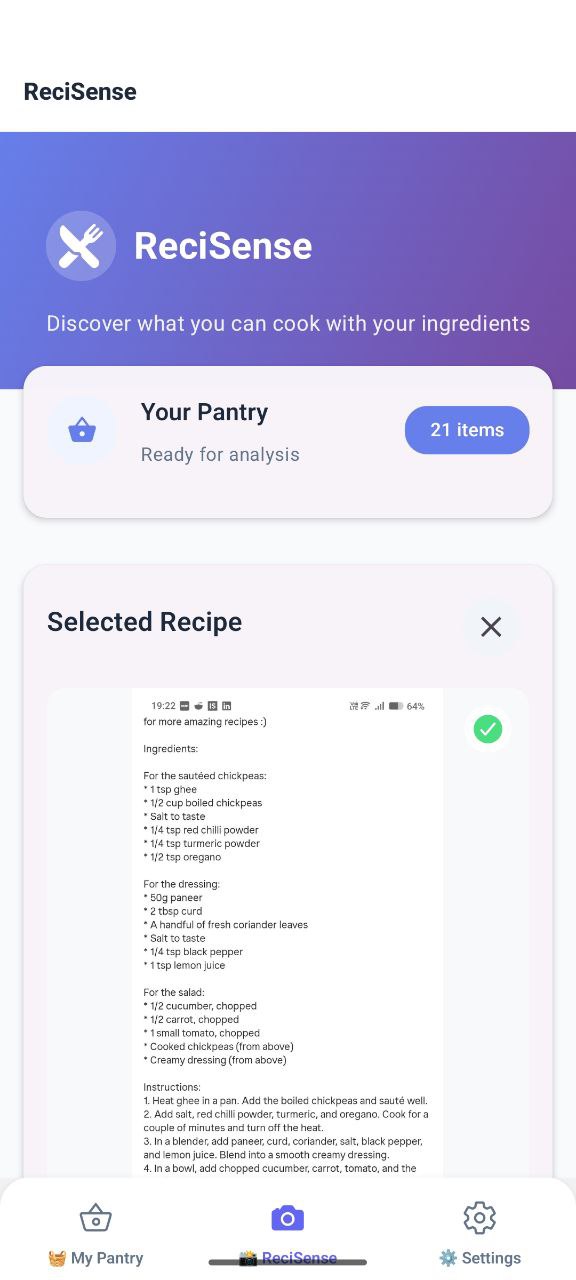 ReciSense
ReciSense
Discover what you can cook with your ingredients
Your Pantry
Ready for analysis
21 items
Selected Recipe
19:22
64%
for more amazing recipes :)
Ingredients:
For the sautéed chickpeas:
* 1 tsp ghee
* 1/2 cup boiled chickpeas
* Salt to taste
* 1/4 tsp red chilli powder
* 1/4 tsp turmeric powder
* 1/2 tsp oregano
For the dressing:
* 50g paneer
* 2 tbsp curd
* A handful of fresh coriander leaves
* Salt to taste
* 1/4 tsp black pepper
* 1 tsp lemon juice
For the salad:
* 1/2 cucumber, chopped
* 1/2 carrot, chopped
* 1 small tomato, chopped
* Cooked chickpeas (from above)
* Creamy dressing (from above)
Instructions:
1. Heat ghee in a pan. Add the boiled chickpeas and sauté well.
2. Add salt, red chilli powder, turmeric, and oregano. Cook for a
couple of minutes and turn off the heat.
3. In a blender, add paneer, curd, coriander, salt, black pepper,
and lemon juice. Blend into a smooth creamy dressing.
4. In a bowl, add chopped cucumber, carrot, tomato, and the
My Pantry
ReciSense
Settings